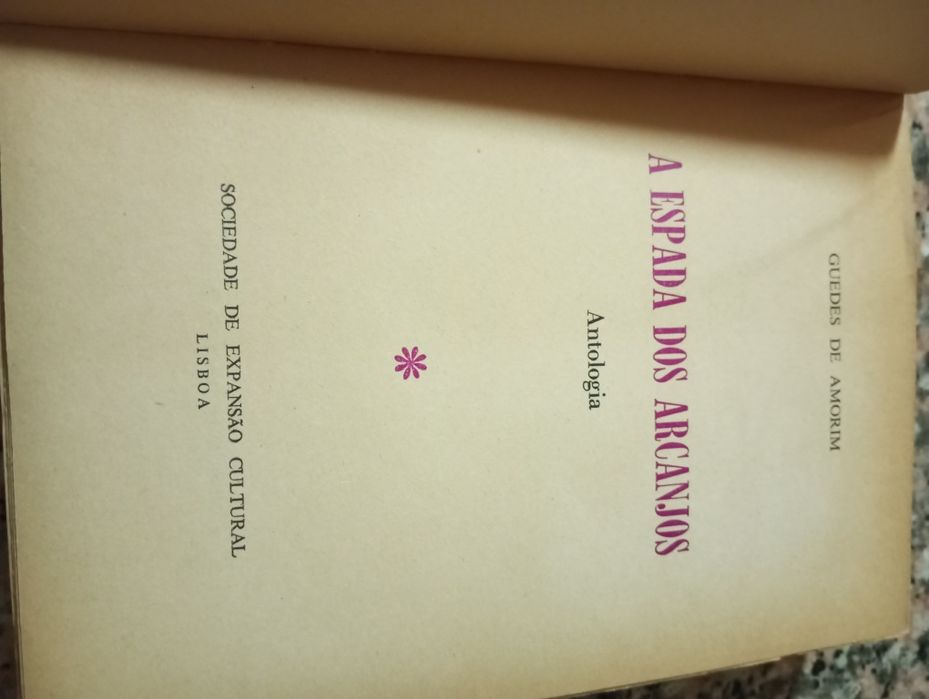 GUEDES DE AMORIM
A ESPADA DOS ARCANJOS
Antologia
SOCIEDADE DE EXPANSÃO CULTURAL
LISBOA